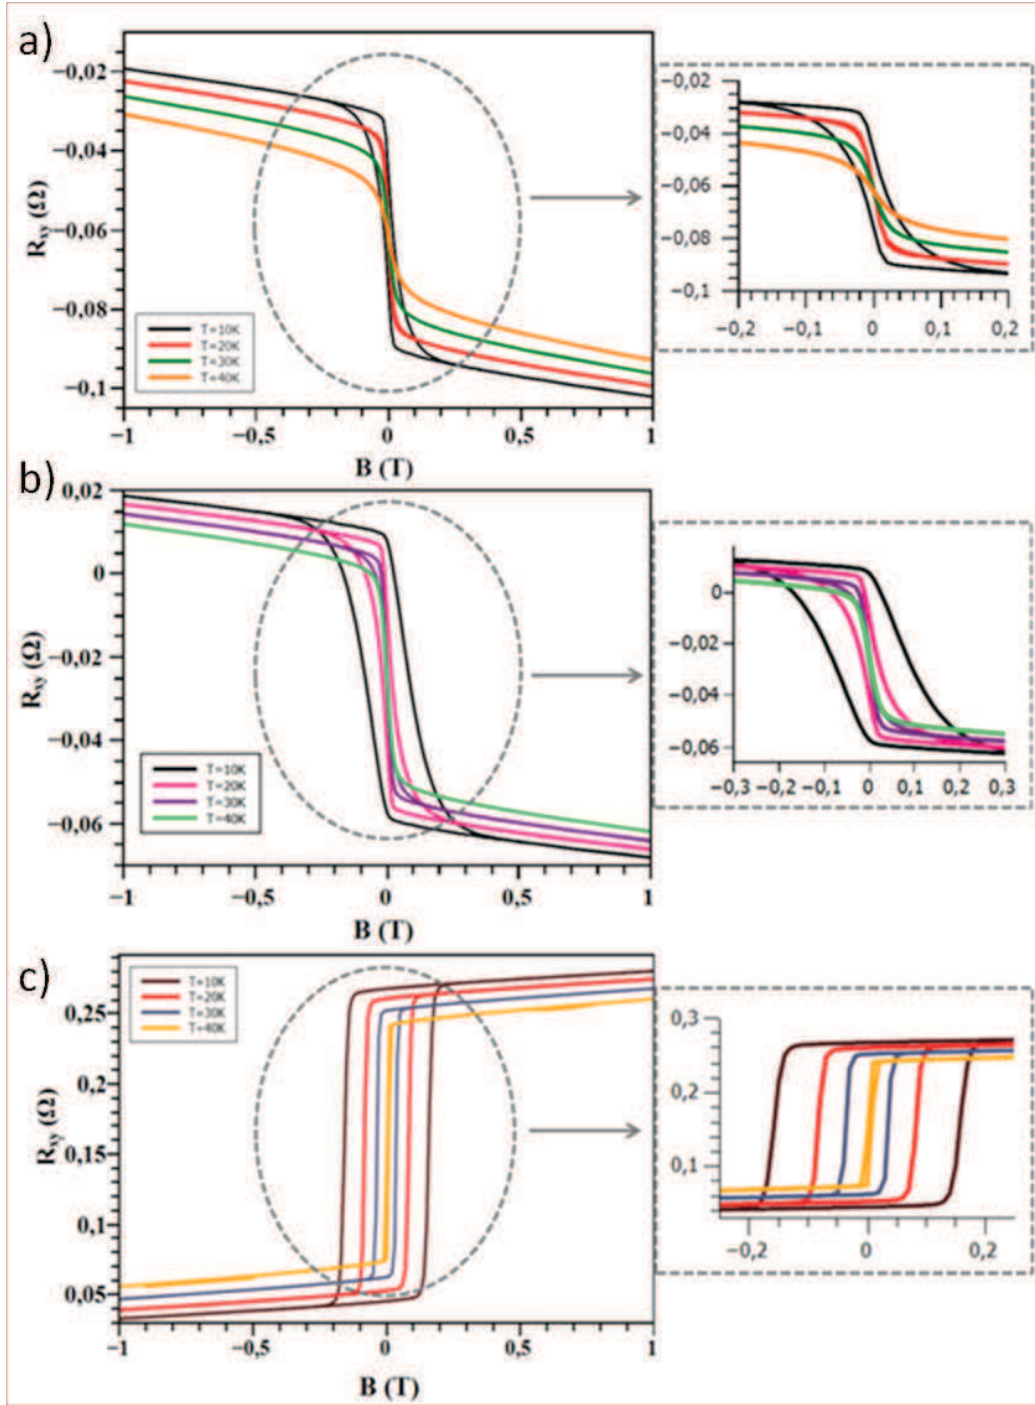 a)
−0,02
−0,04
−0,06
−0,08
−0,1
R_xy (Ω)
T=10K
T=20K
T=30K
T=40K
−1
−0,5
0
0,5
1
B (T)
−0,02
−0,04
−0,06
−0,08
−0,1
−0,2
−0,1
0
0,1
0,2
b)
0,02
0
−0,02
−0,04
−0,06
R_xy (Ω)
T=10K
T=20K
T=30K
T=40K
−1
−0,5
0
0,5
1
B (T)
0
−0,02
−0,04
−0,06
−0,3
−0,2
−0,1
0
0,1
0,2
0,3
c)
0,25
0,2
0,15
0,1
0,05
R_xy (Ω)
T=10K
T=20K
T=30K
T=40K
−1
−0,5
0
0,5
1
B (T)
0,3
0,2
0,1
−0,2
0
0,2